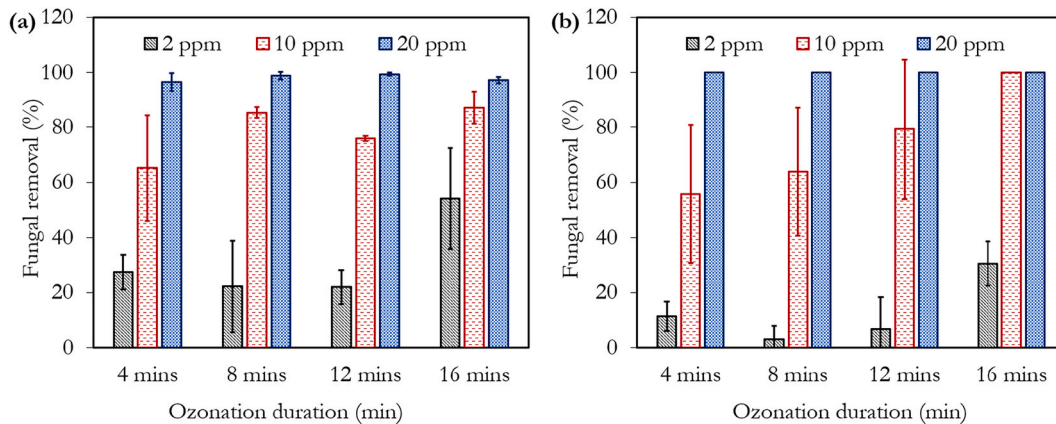 (a)
120
100
80
60
40
20
0
Fungal removal (%)
2 ppm 10 ppm 20 ppm
4 mins 8 mins 12 mins 16 mins
Ozonation duration (min)
(b)
120
100
80
60
40
20
0
Fungal removal (%)
2 ppm 10 ppm 20 ppm
4 mins 8 mins 12 mins 16 mins
Ozonation duration (min)